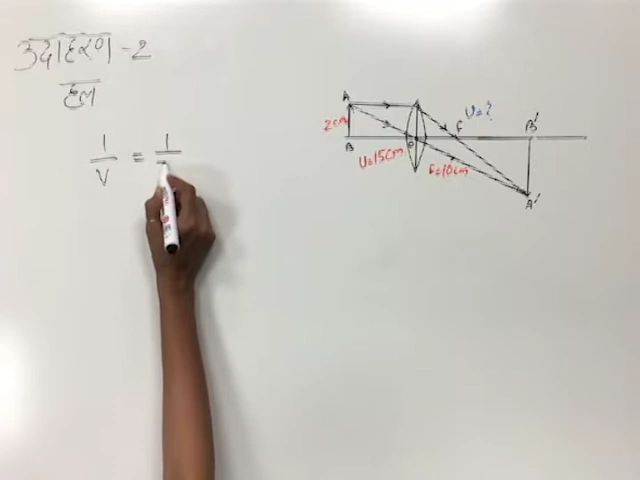 उदाहरण - 2
हल
1/V = 1/
A
2cm
B
O
U=15cm
F
F=10cm
V=?
B'
A'